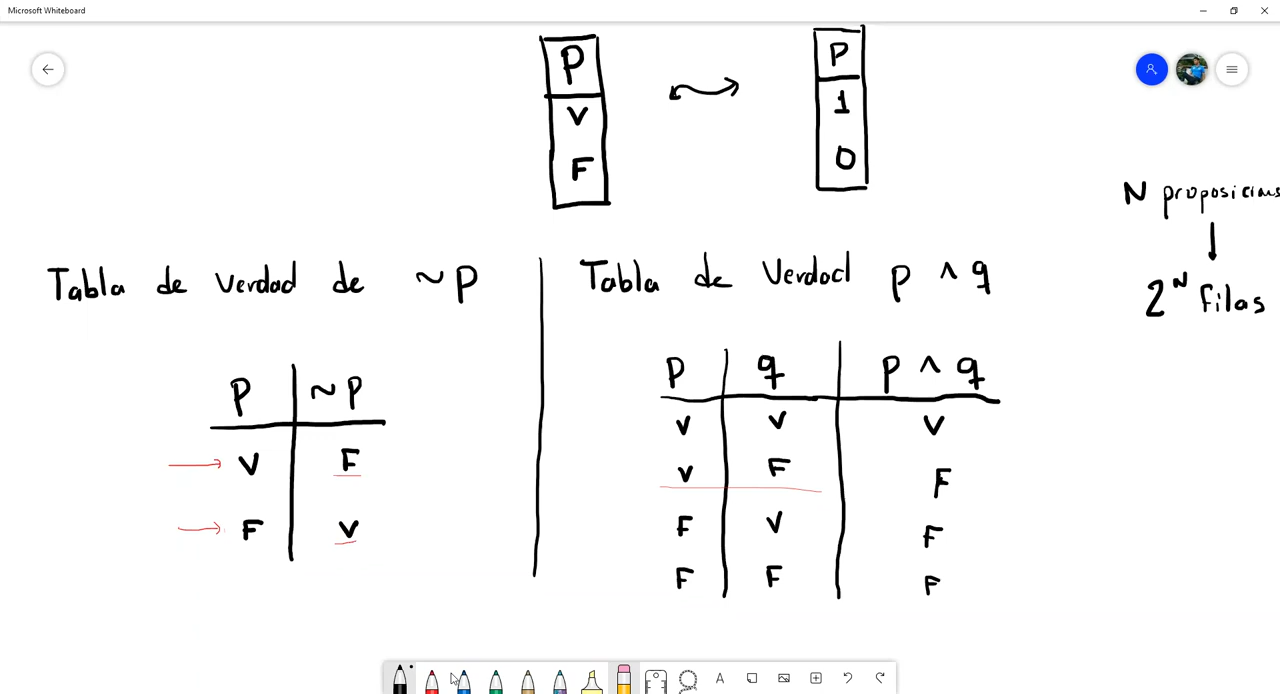 Microsoft Whiteboard
P P
V 1
F 0
N proposicions
2^N filas
Tabla de verdad de ~P
P ~P
V F
F V
Tabla de Verdad p ∧ q
P q p ∧ q
V V V
V F F
F V F
F F F
A